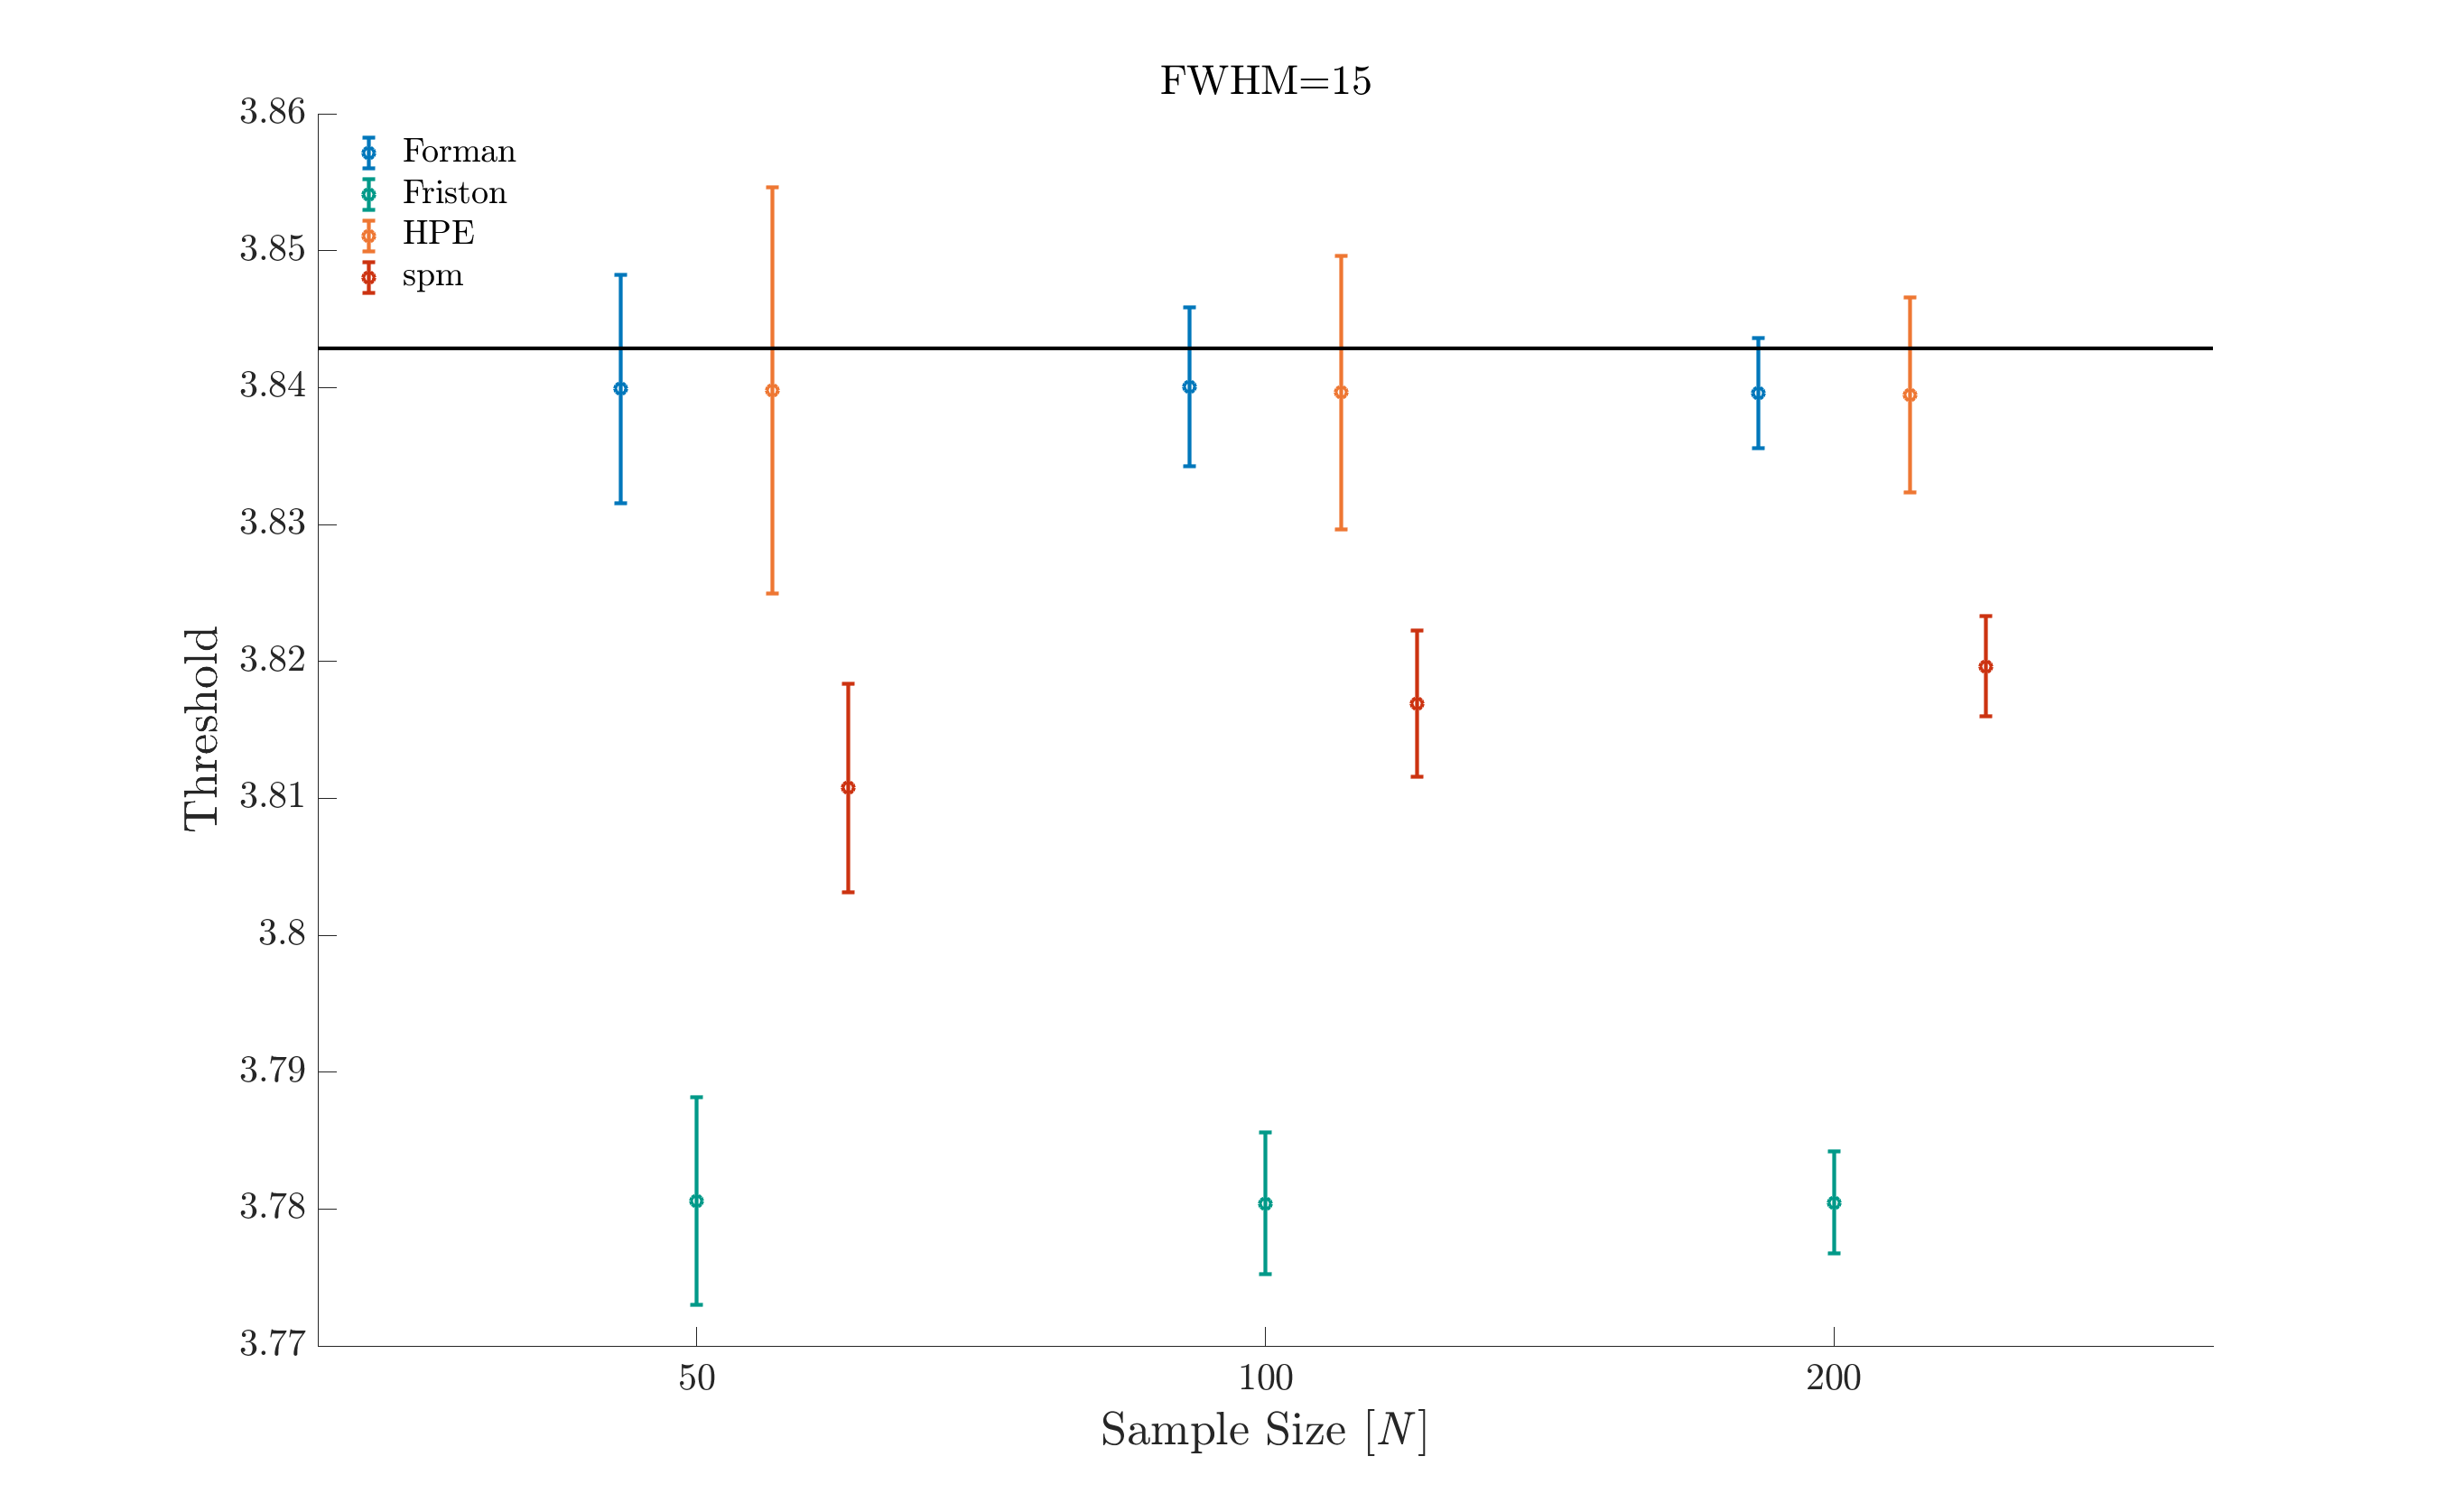 FWHM=15
3.86
3.85
3.84
3.83
3.82
3.81
3.8
3.79
3.78
3.77
Forman
Friston
HPE
spm
Threshold
50
100
200
Sample Size [N]